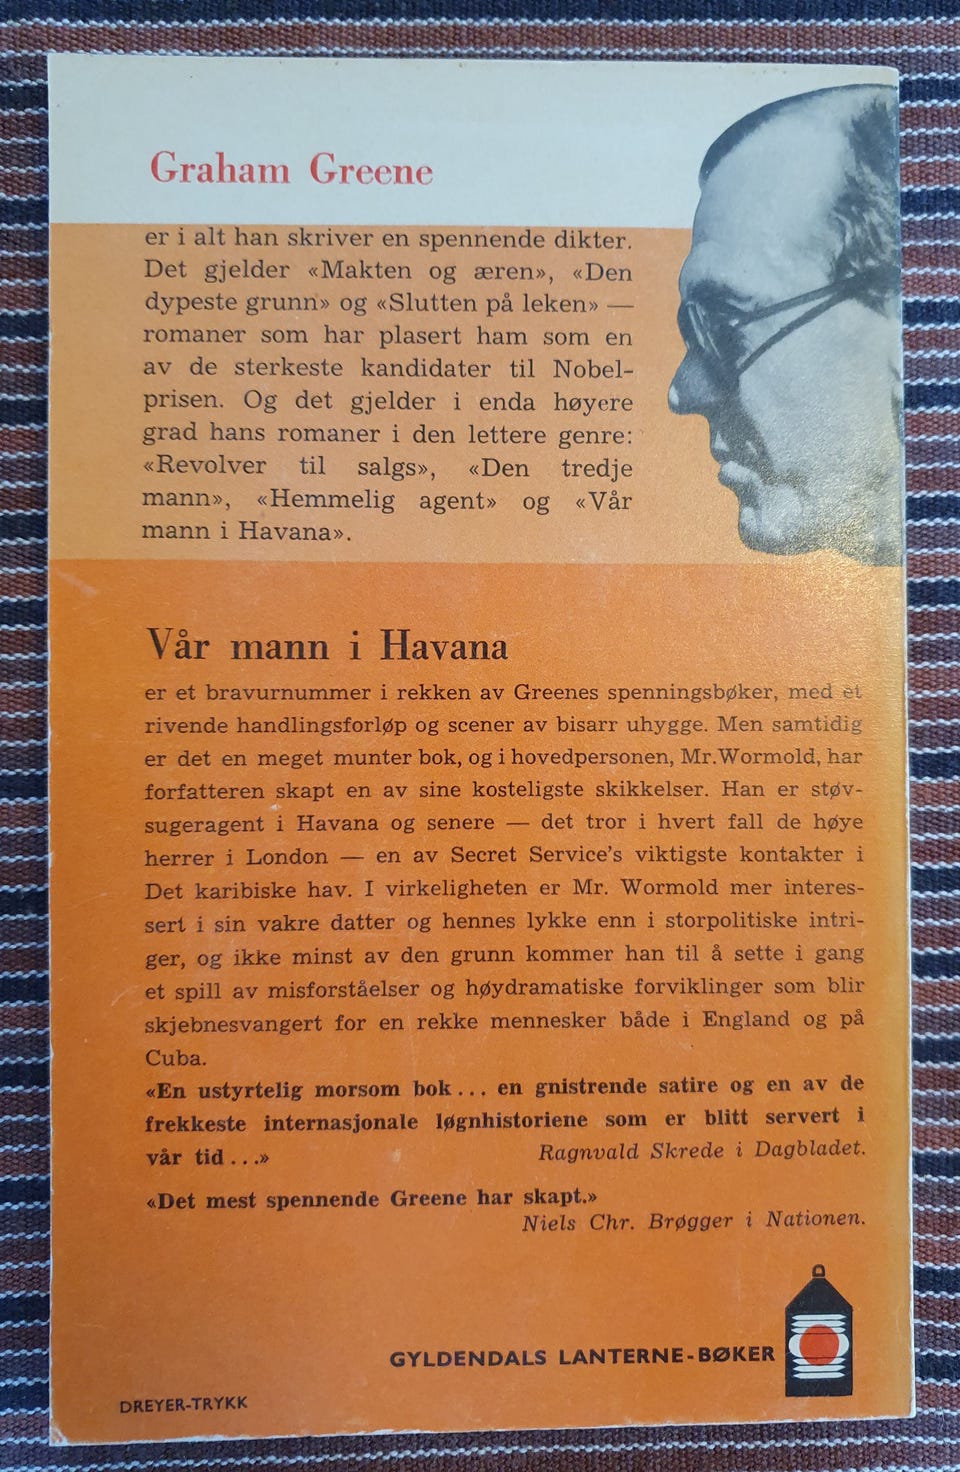 Graham Greene
er i alt han skriver en spennende dikter.
Det gjelder «Makten og æren», «Den
dypeste grunn» og «Slutten på leken» —
romaner som har plasert ham som en
av de sterkeste kandidater til Nobel-
prisen. Og det gjelder i enda høyere
grad hans romaner i den lettere genre:
«Revolver til salgs», «Den tredje
mann», «Hemmelig agent» og «Vår
mann i Havana».
Vår mann i Havana
er et bravurnummer i rekken av Greenes spenningsbøker, med et
rivende handlingsforløp og scener av bisarr uhygge. Men samtidig
er det en meget munter bok, og i hovedpersonen, Mr.Wormold, har
forfatteren skapt en av sine kosteligste skikkelser. Han er støv-
sugeragent i Havana og senere — det tror i hvert fall de høye
herrer i London — en av Secret Service's viktigste kontakter i
Det karibiske hav. I virkeligheten er Mr. Wormold mer interes-
sert i sin vakre datter og hennes lykke enn i storpolitiske intri-
ger, og ikke minst av den grunn kommer han til å sette i gang
et spill av misforståelser og høydramatiske forviklinger som blir
skjebnesvangert for en rekke mennesker både i England og på
Cuba.
«En ustyrtelig morsom bok... en gnistrende satire og en av de
frekkeste internasjonale løgnhistoriene som er blitt servert i
vår tid...» Ragnvald Skrede i Dagbladet.
«Det mest spennende Greene har skapt.»
Niels Chr. Brøgger i Nationen.
GYLDENDALS LANTERNE-BØKER
DREYER-TRYKK